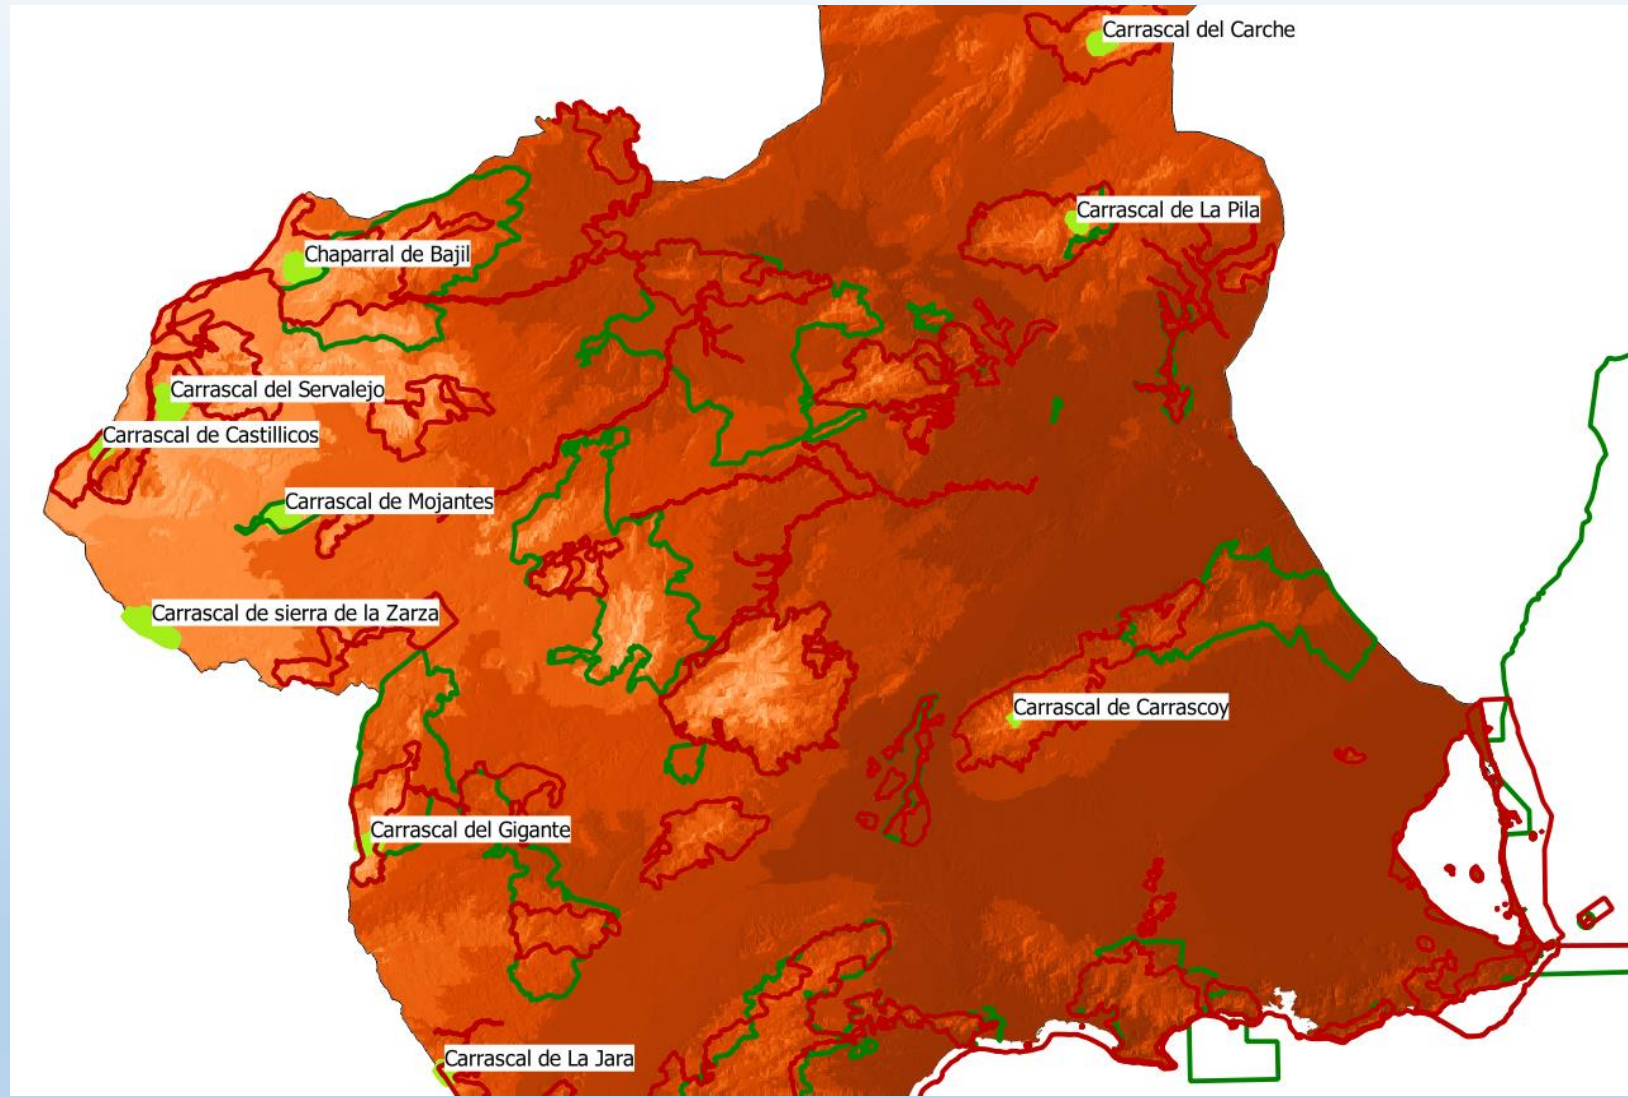 Carrascal del Carche
Carrascal de La Pila
Chaparral de Bajil
Carrascal del Servalejo
Carrascal de Castillicos
Carrascal de Mojantes
Carrascal de sierra de la Zarza
Carrascal de Carrascoy
Carrascal del Gigante
Carrascal de La Jara